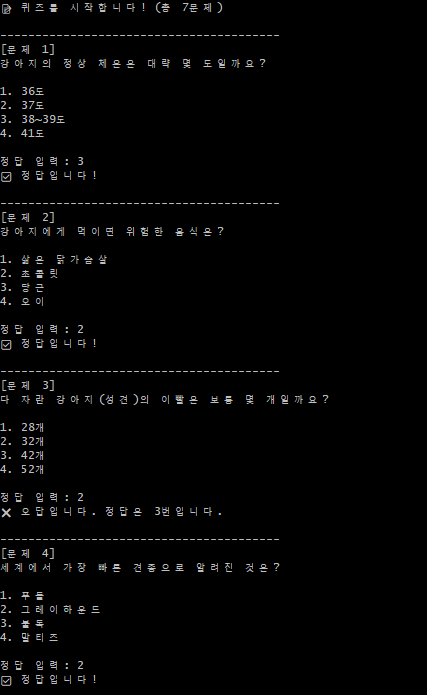 📝 퀴즈를 시작합니다! (총 7문제)
----------------------------------------
[문제 1]
강아지의 정상 체온은 대략 몇 도일까요?
1. 36도
2. 37도
3. 38~39도
4. 41도
정답 입력: 3
✅ 정답입니다!
----------------------------------------
[문제 2]
강아지에게 먹이면 위험한 음식은?
1. 삶은 닭가슴살
2. 초콜릿
3. 당근
4. 오이
정답 입력: 2
✅ 정답입니다!
----------------------------------------
[문제 3]
다 자란 강아지(성견)의 이빨은 보통 몇 개일까요?
1. 28개
2. 32개
3. 42개
4. 52개
정답 입력: 2
❌ 오답입니다. 정답은 3번입니다.
----------------------------------------
[문제 4]
세계에서 가장 빠른 견종으로 알려진 것은?
1. 푸들
2. 그레이하운드
3. 불독
4. 말티즈
정답 입력: 2
✅ 정답입니다!